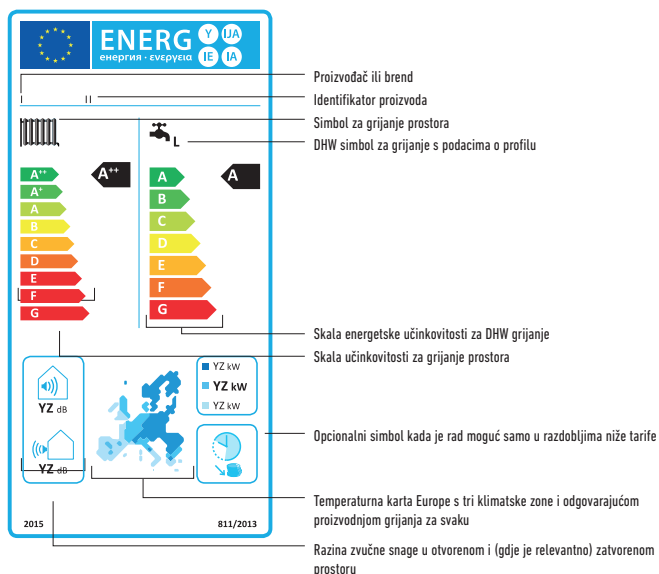 ENERG
енергия · ενεργεια
Y IJA
IE IA
I II
L
A++
A+
A
B
C
D
E
F
G
A++
A
B
C
D
E
F
G
A
YZ dB
YZ dB
YZ kW
YZ kW
YZ kW
2015
811/2013
Proizvođač ili brend
Identifikator proizvoda
Simbol za grijanje prostora
DHW simbol za grijanje s podacima o profilu
Skala energetske učinkovitosti za DHW grijanje
Skala učinkovitosti za grijanje prostora
Opcionalni simbol kada je rad moguć samo u razdobljima niže tarife
Temperaturna karta Europe s tri klimatske zone i odgovarajućom
proizvodnjom grijanja za svaku
Razina zvučne snage u otvorenom i (gdje je relevantno) zatvorenom
prostoru